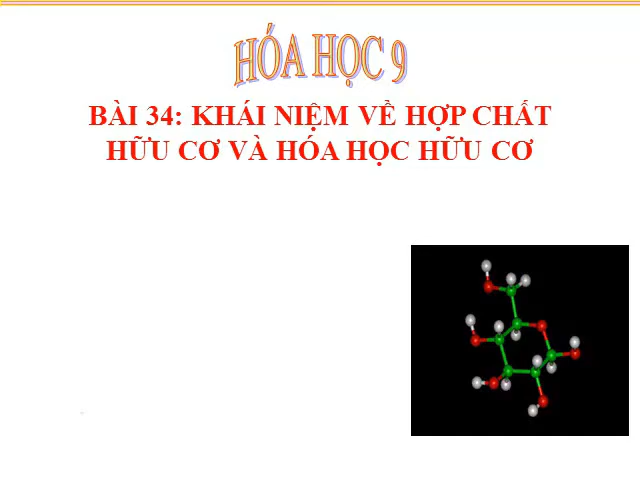 HÓA HỌC 9
BÀI 34: KHÁI NIỆM VỀ HỢP CHẤT
HỮU CƠ VÀ HÓA HỌC HỮU CƠ